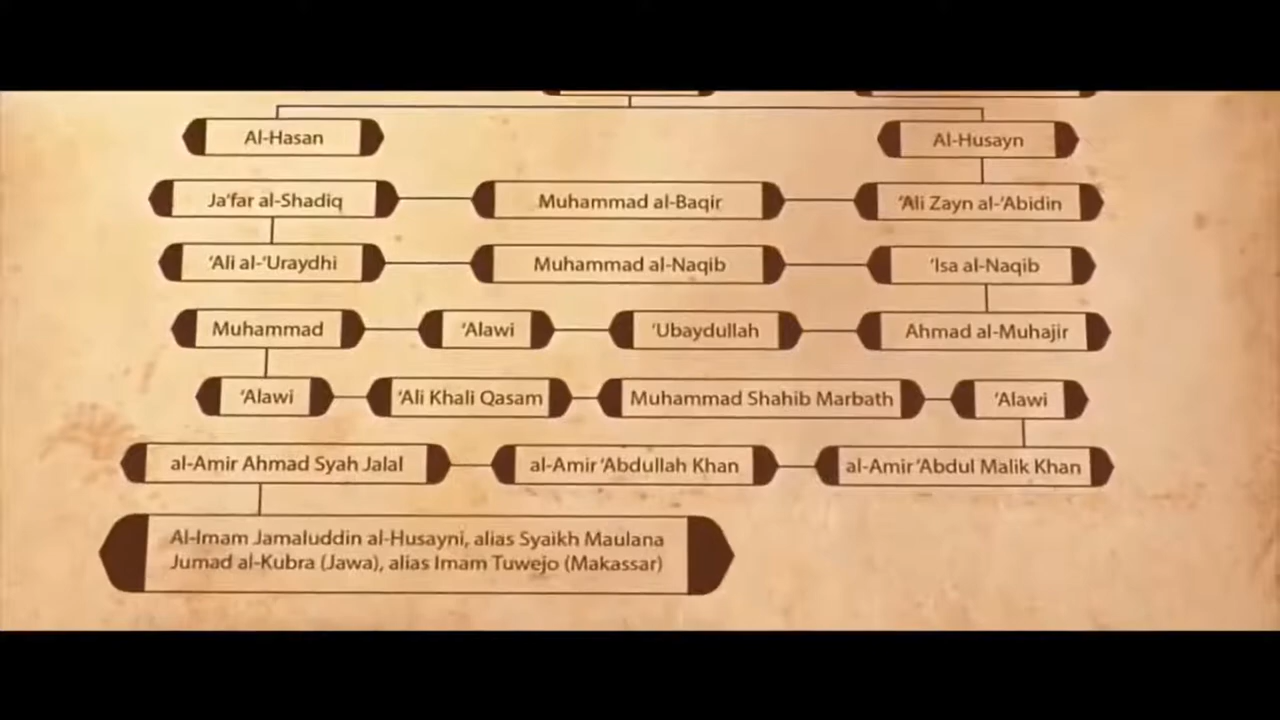 Al-Hasan
Al-Husayn
Ja‘far al-Shadiq
Muhammad al-Baqir
‘Ali Zayn al-‘Abidin
‘Ali al-‘Uraydhi
Muhammad al-Naqib
‘Isa al-Naqib
Muhammad
‘Alawi
‘Ubaydullah
Ahmad al-Muhajir
‘Alawi
‘Ali Khali Qasam
Muhammad Shahib Marbath
‘Alawi
al-Amir Ahmad Syah Jalal
al-Amir ‘Abdullah Khan
al-Amir ‘Abdul Malik Khan
Al-Imam Jamaluddin al-Husayni, alias Syaikh Maulana
Jumad al-Kubra (Jawa), alias Imam Tuwejo (Makassar)